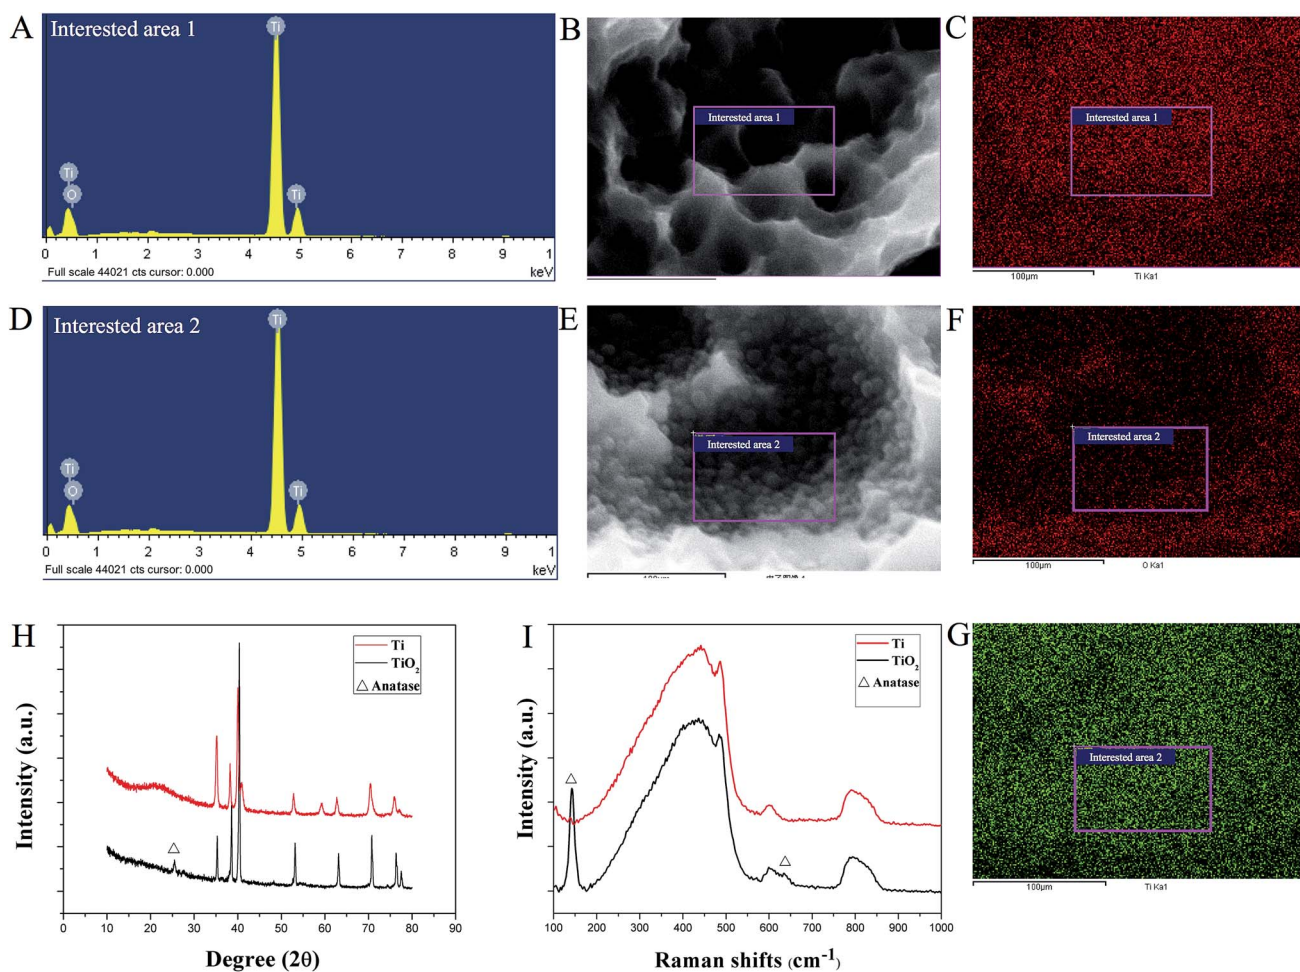 A
Interested area 1
Ti
Ti
O
Ti
0 1 2 3 4 5 6 7 8 9 1
Full scale 44021 cts cursor: 0.000
keV
B
Interested area 1
C
Interested area 1
100μm
Ti Ka1
D
Interested area 2
Ti
Ti
O
Ti
0 1 2 3 4 5 6 7 8 9 1
Full scale 44021 cts cursor: 0.000
keV
E
Interested area 2
100μm
F
Interested area 2
100μm
O Ka1
H
Ti
TiO2
Anatase
Intensity (a.u.)
0 10 20 30 40 50 60 70 80 90
Degree (2θ)
I
Ti
TiO2
Anatase
Intensity (a.u.)
100 200 300 400 500 600 700 800 900 1000
Raman shifts (cm-1)
G
Interested area 2
100μm
Ti Ka1